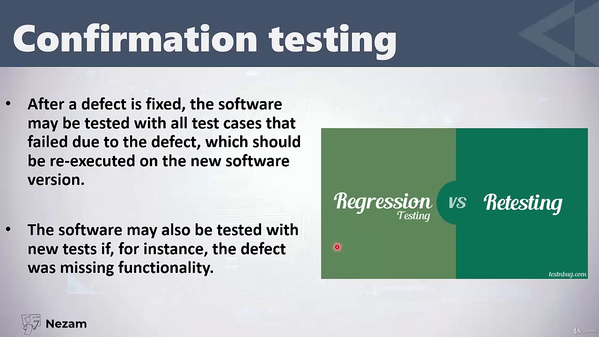 Confirmation testing
• After a defect is fixed, the software
may be tested with all test cases that
failed due to the defect, which should
be re-executed on the new software
version.
• The software may also be tested with
new tests if, for instance, the defect
was missing functionality.
Regression
Testing
vs
Retesting
testnbug.com
Nezam